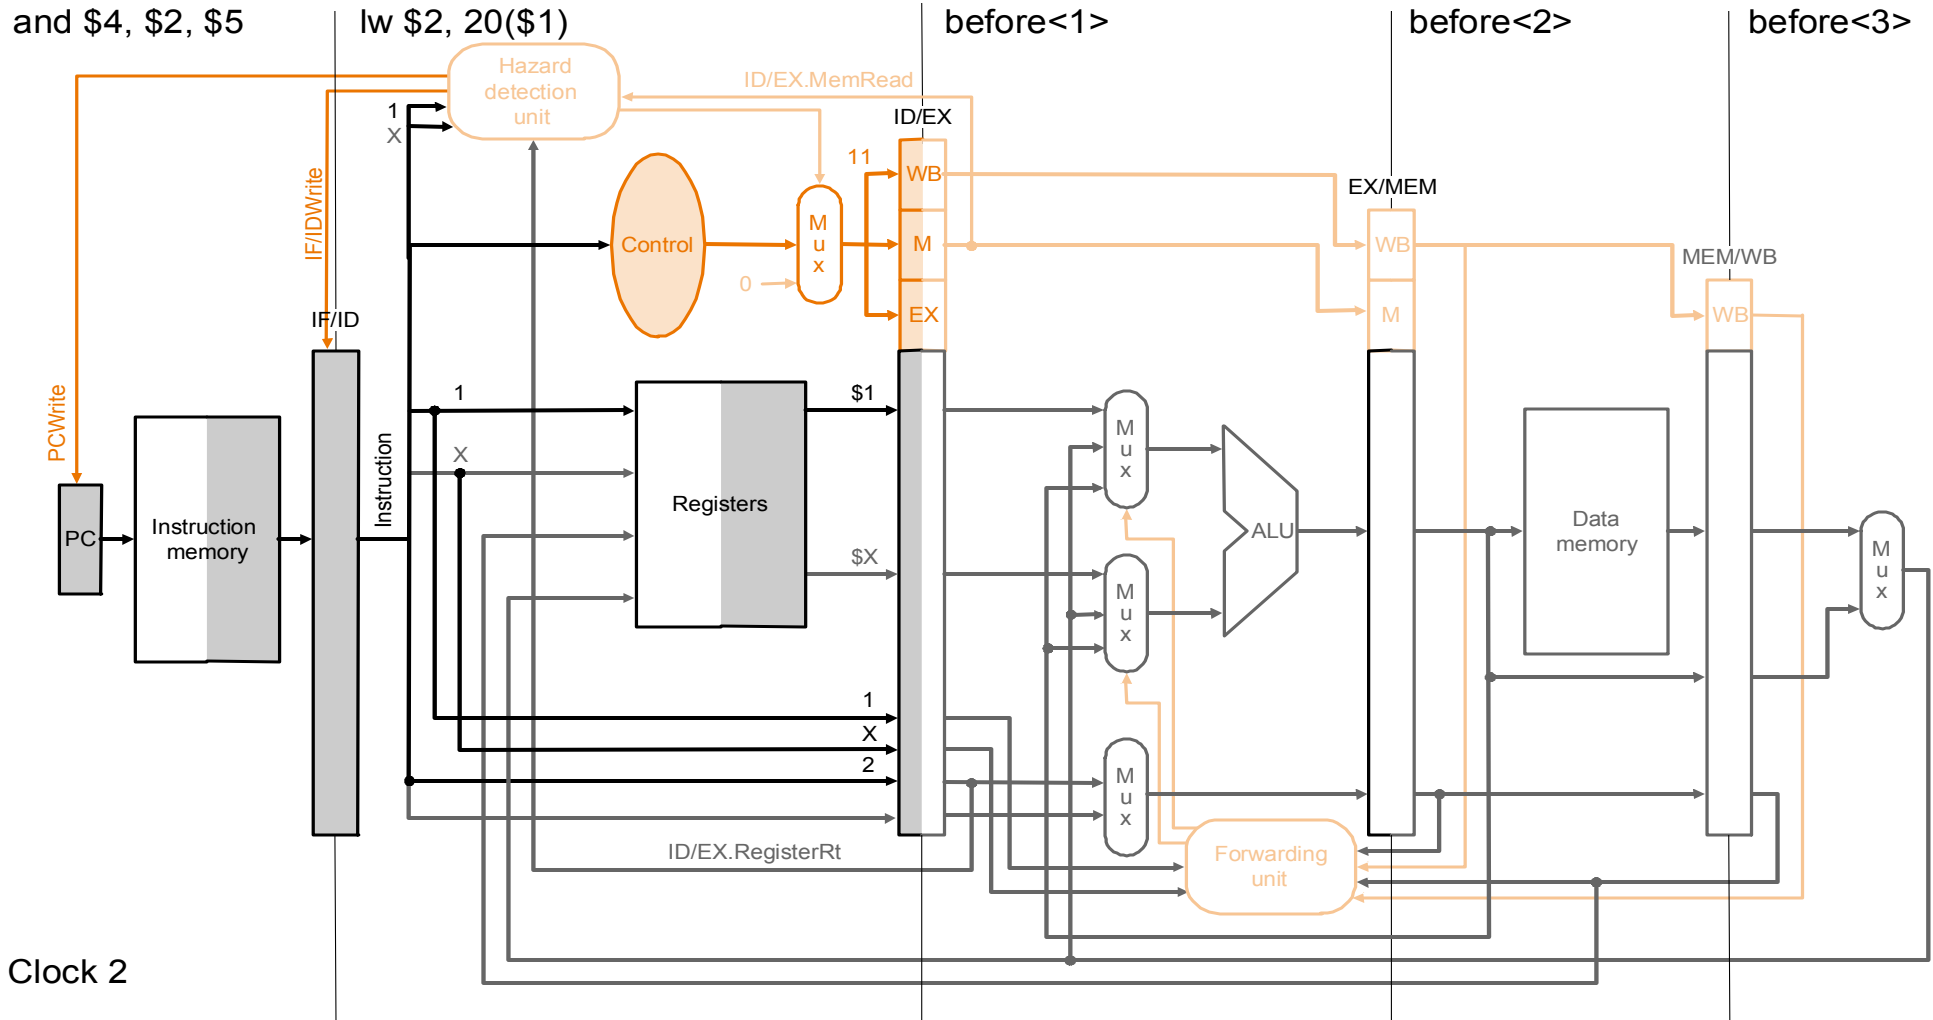 and $4, $2, $5
lw $2, 20($1)
before<1>
before<2>
before<3>
Hazard
detection
unit
ID/EX.MemRead
1
X
ID/EX
11
WB
M
EX
Control
M
u
x
0
IF/IDWrite
EX/MEM
WB
M
MEM/WB
WB
IF/ID
PCWrite
PC
Instruction
memory
Instruction
1
X
Registers
$1
$X
M
u
x
M
u
x
ALU
Data
memory
M
u
x
1
X
2
M
u
x
ID/EX.RegisterRt
Forwarding
unit
Clock 2